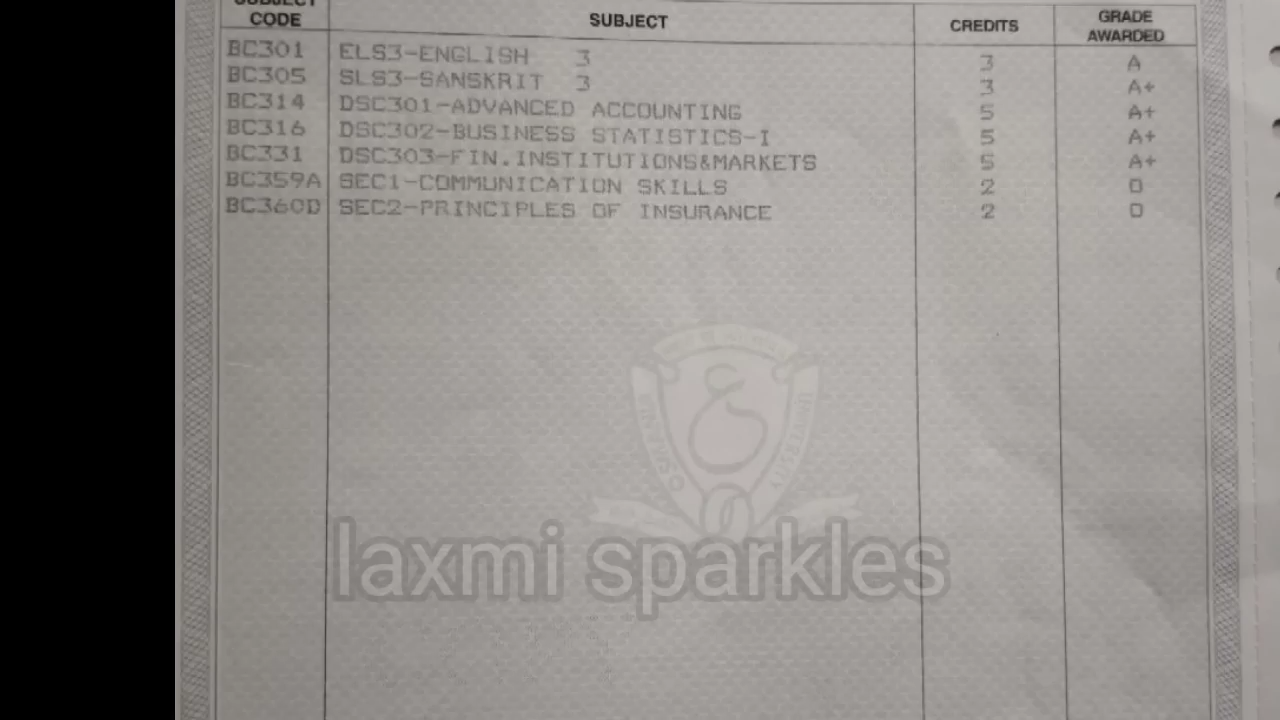 SUBJECT CODE SUBJECT CREDITS GRADE AWARDED
BC301 ELS3-ENGLISH 3 3 A
BC305 SLS3-SANSKRIT 3 3 A+
BC314 DSC301-ADVANCED ACCOUNTING 5 A+
BC316 DSC302-BUSINESS STATISTICS-I 5 A+
BC331 DSC303-FIN.INSTITUTIONS&MARKETS 5 A+
BC359A SEC1-COMMUNICATION SKILLS 2 O
BC360D SEC2-PRINCIPLES OF INSURANCE 2 O
laxmi sparkles